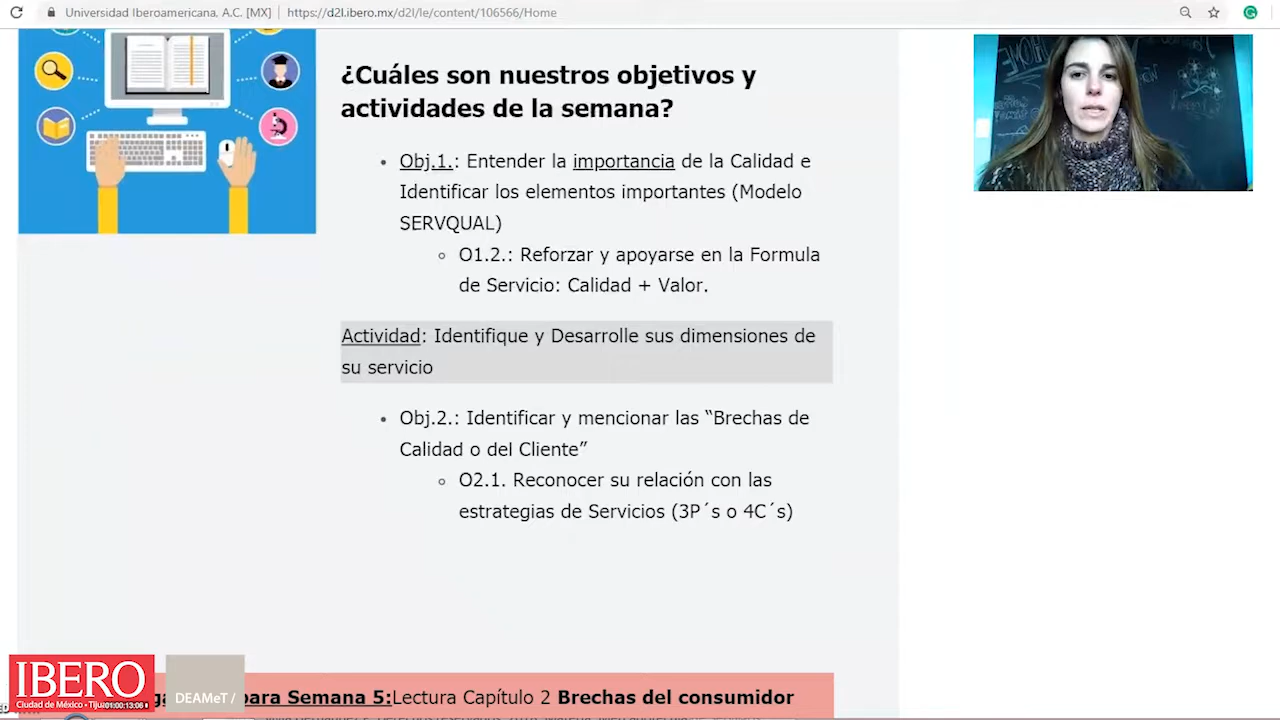 Universidad Iberoamericana, A.C. [MX] https://d2l.ibero.mx/d2l/le/content/106566/Home
¿Cuáles son nuestros objetivos y
actividades de la semana?
Obj.1.: Entender la importancia de la Calidad e
Identificar los elementos importantes (Modelo
SERVQUAL)
O1.2.: Reforzar y apoyarse en la Formula
de Servicio: Calidad + Valor.
Actividad: Identifique y Desarrolle sus dimensiones de
su servicio
Obj.2.: Identificar y mencionar las “Brechas de
Calidad o del Cliente”
O2.1. Reconocer su relación con las
estrategias de Servicios (3P´s o 4C´s)
para Semana 5:Lectura Capítulo 2 Brechas del consumidor
IBERO
Ciudad de México • Tijuana
01:00:13:06
DEAMeT /